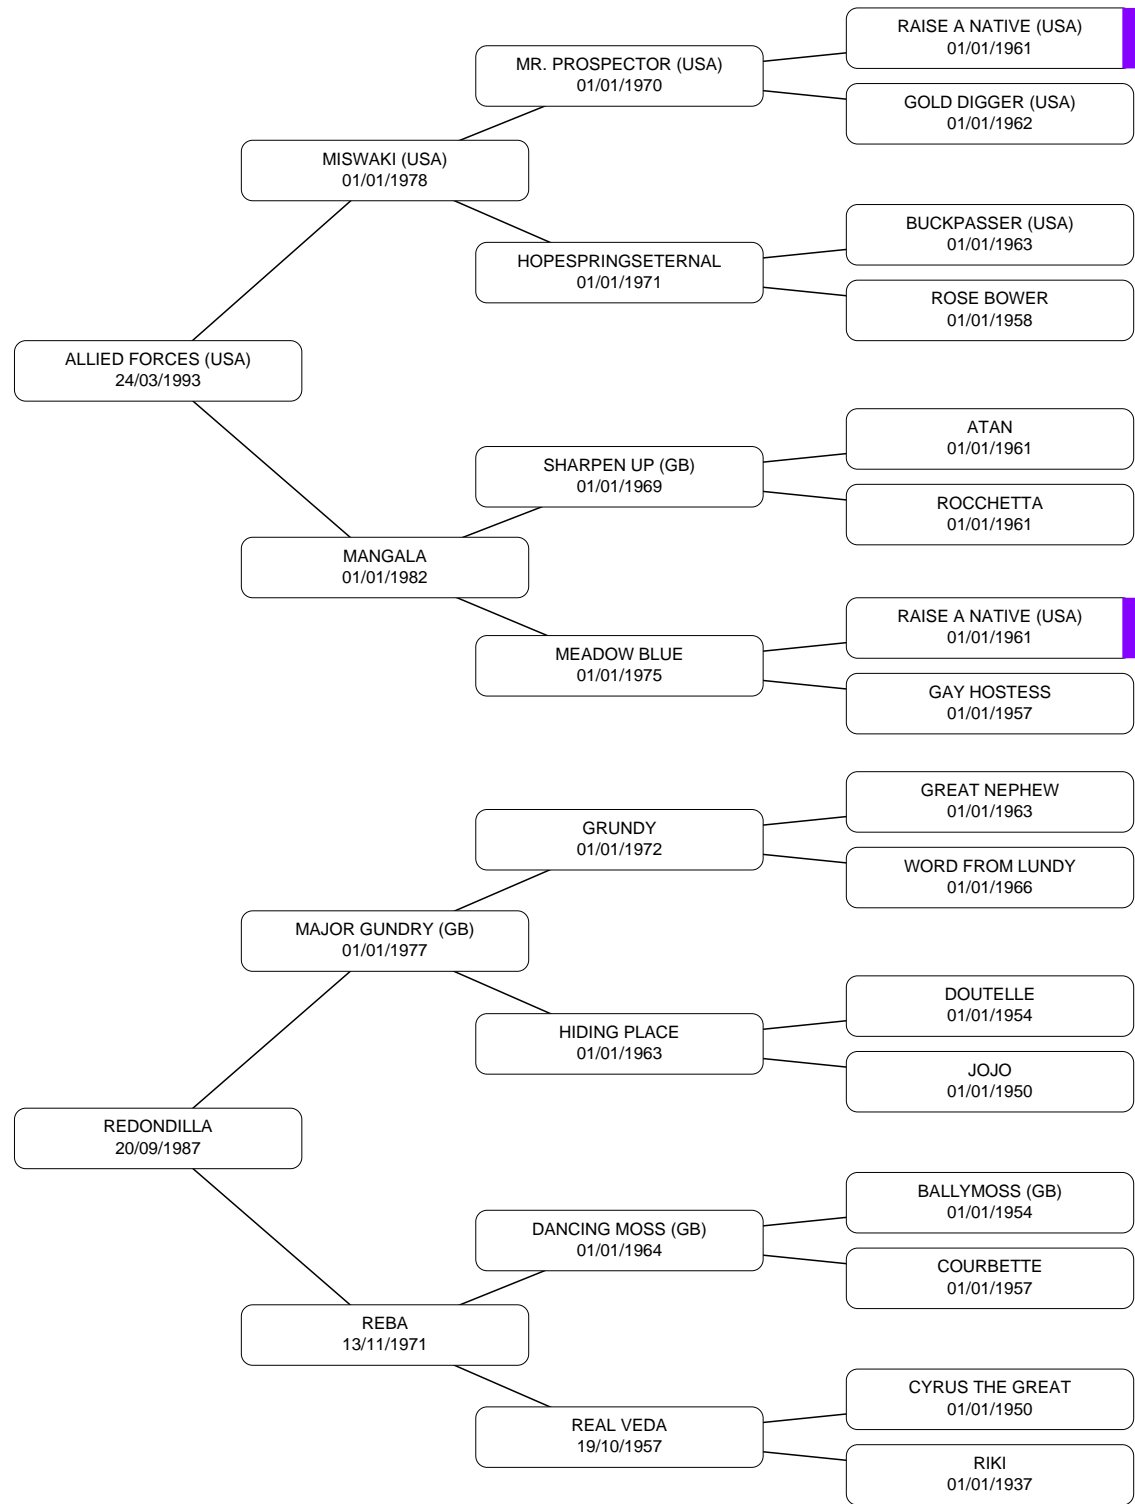 RAISE A NATIVE (USA)
01/01/1961
MR. PROSPECTOR (USA)
01/01/1970
GOLD DIGGER (USA)
01/01/1962
MISWAKI (USA)
01/01/1978
BUCKPASSER (USA)
01/01/1963
HOPESPRINGSETERNAL
01/01/1971
ROSE BOWER
01/01/1958
ALLIED FORCES (USA)
24/03/1993
ATAN
01/01/1961
SHARPEN UP (GB)
01/01/1969
ROCCHETTA
01/01/1961
MANGALA
01/01/1982
RAISE A NATIVE (USA)
01/01/1961
MEADOW BLUE
01/01/1975
GAY HOSTESS
01/01/1957
GREAT NEPHEW
01/01/1963
GRUNDY
01/01/1972
WORD FROM LUNDY
01/01/1966
MAJOR GUNDRY (GB)
01/01/1977
DOUTELLE
01/01/1954
HIDING PLACE
01/01/1963
JOJO
01/01/1950
REDONDILLA
20/09/1987
BALLYMOSS (GB)
01/01/1954
DANCING MOSS (GB)
01/01/1964
COURBETTE
01/01/1957
REBA
13/11/1971
CYRUS THE GREAT
01/01/1950
REAL VEDA
19/10/1957
RIKI
01/01/1937